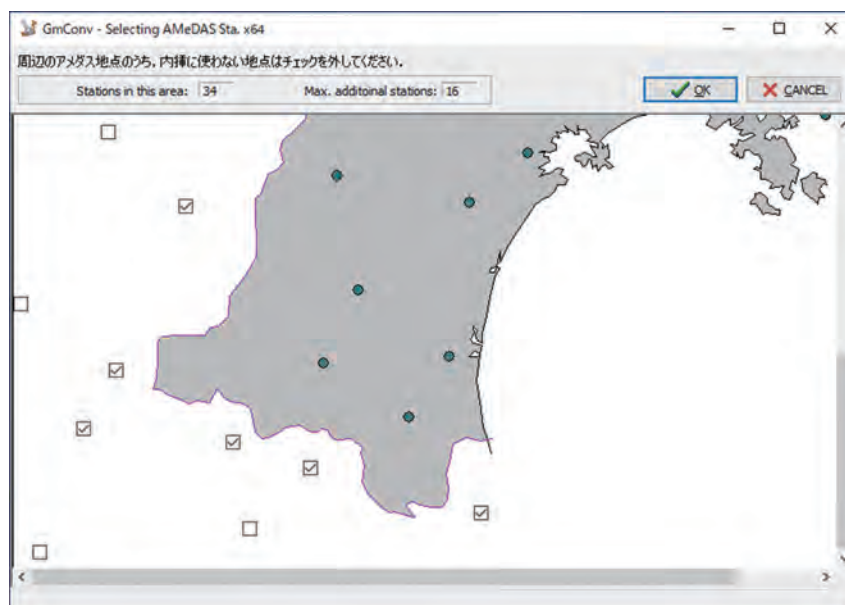 GmConv - Selecting AMeDAS Sta. x64
周辺のアメダス地点のうち、内挿に使わない地点はチェックを外してください.
Stations in this area: 34 Max. additoinal stations: 16 OK CANCEL